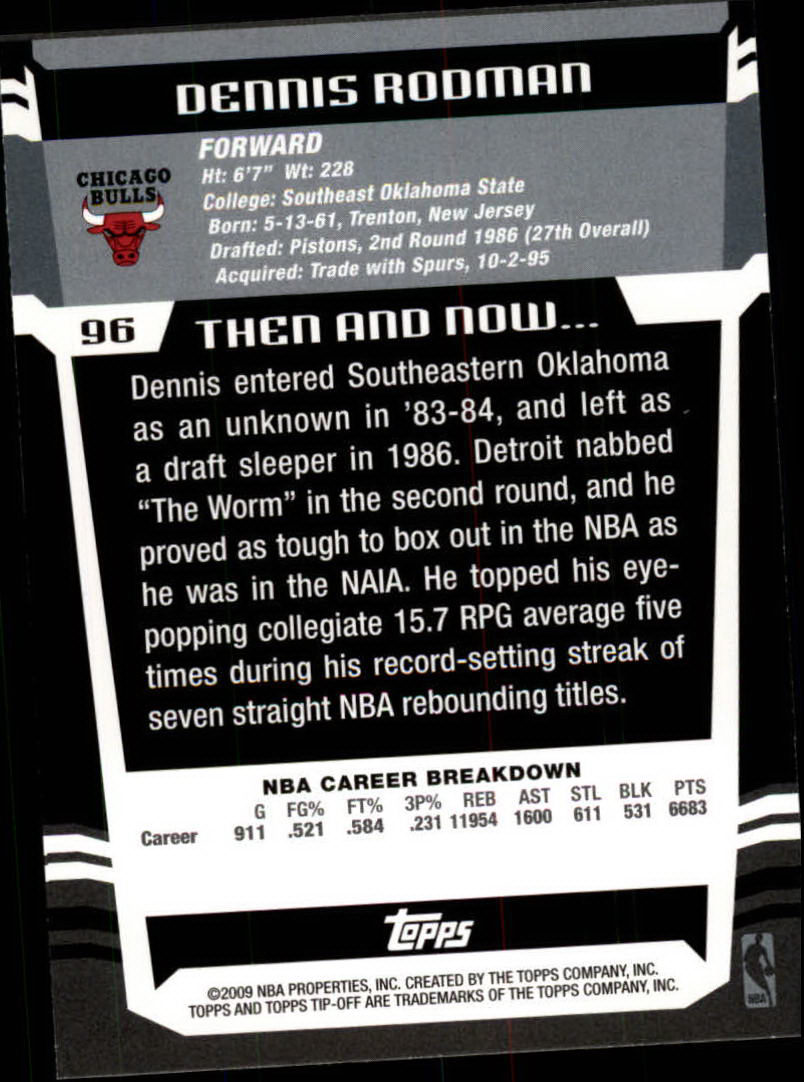 DENNIS RODMAN
CHICAGO
BULLS
FORWARD
Ht: 6'7" Wt: 228
College: Southeast Oklahoma State
Born: 5-13-61, Trenton, New Jersey
Drafted: Pistons, 2nd Round 1986 (27th Overall)
Acquired: Trade with Spurs, 10-2-95
96
THEN AND NOW...
Dennis entered Southeastern Oklahoma
as an unknown in '83-84, and left as
a draft sleeper in 1986. Detroit nabbed
“The Worm” in the second round, and he
proved as tough to box out in the NBA as
he was in the NAIA. He topped his eye-
popping collegiate 15.7 RPG average five
times during his record-setting streak of
seven straight NBA rebounding titles.
NBA CAREER BREAKDOWN
G FG% FT% 3P% REB AST STL BLK PTS
Career 911 .521 .584 .231 11954 1600 611 531 6683
Topps
©2009 NBA PROPERTIES, INC. CREATED BY THE TOPPS COMPANY, INC.
TOPPS AND TOPPS TIP-OFF ARE TRADEMARKS OF THE TOPPS COMPANY, INC.
NBA